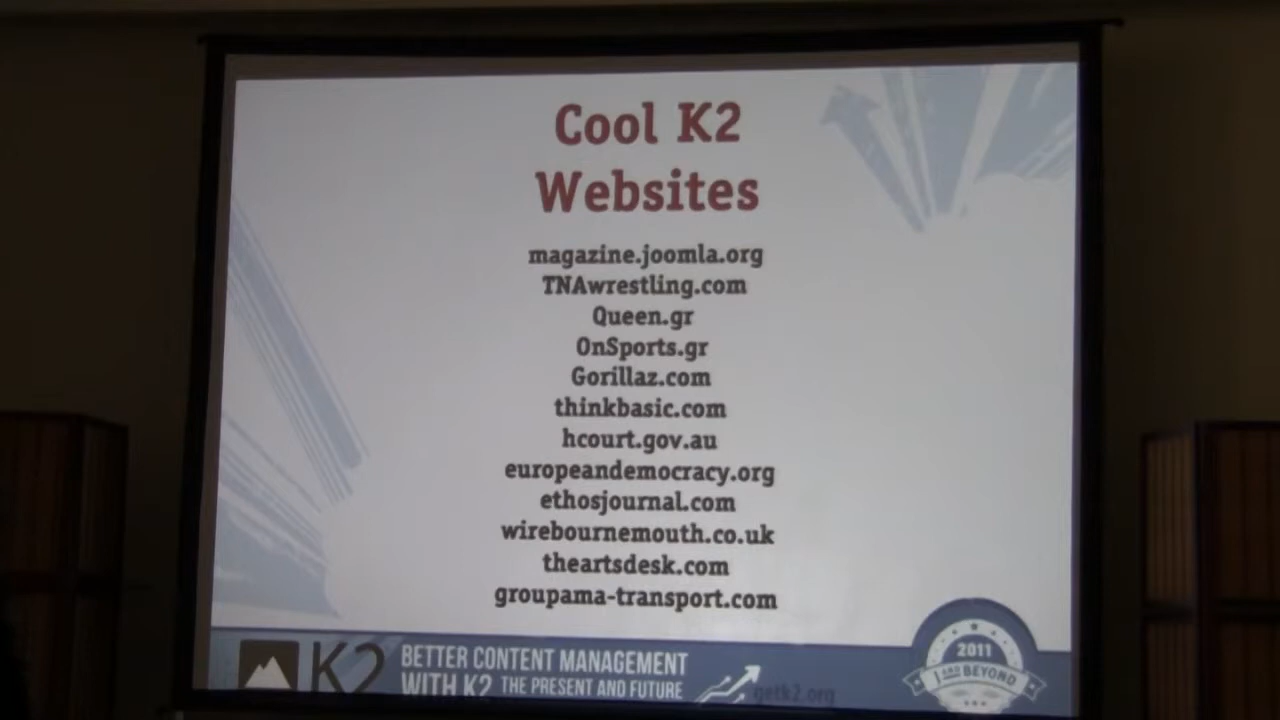 Cool K2
Websites
magazine.joomla.org
TNAwrestling.com
Queen.gr
OnSports.gr
Gorillaz.com
thinkbasic.com
hcourt.gov.au
europeandemocracy.org
ethosjournal.com
wirebournemouth.co.uk
theartsdesk.com
groupama-transport.com
K2
BETTER CONTENT MANAGEMENT
WITH K2 THE PRESENT AND FUTURE
getk2.org
2011
J AND BEYOND